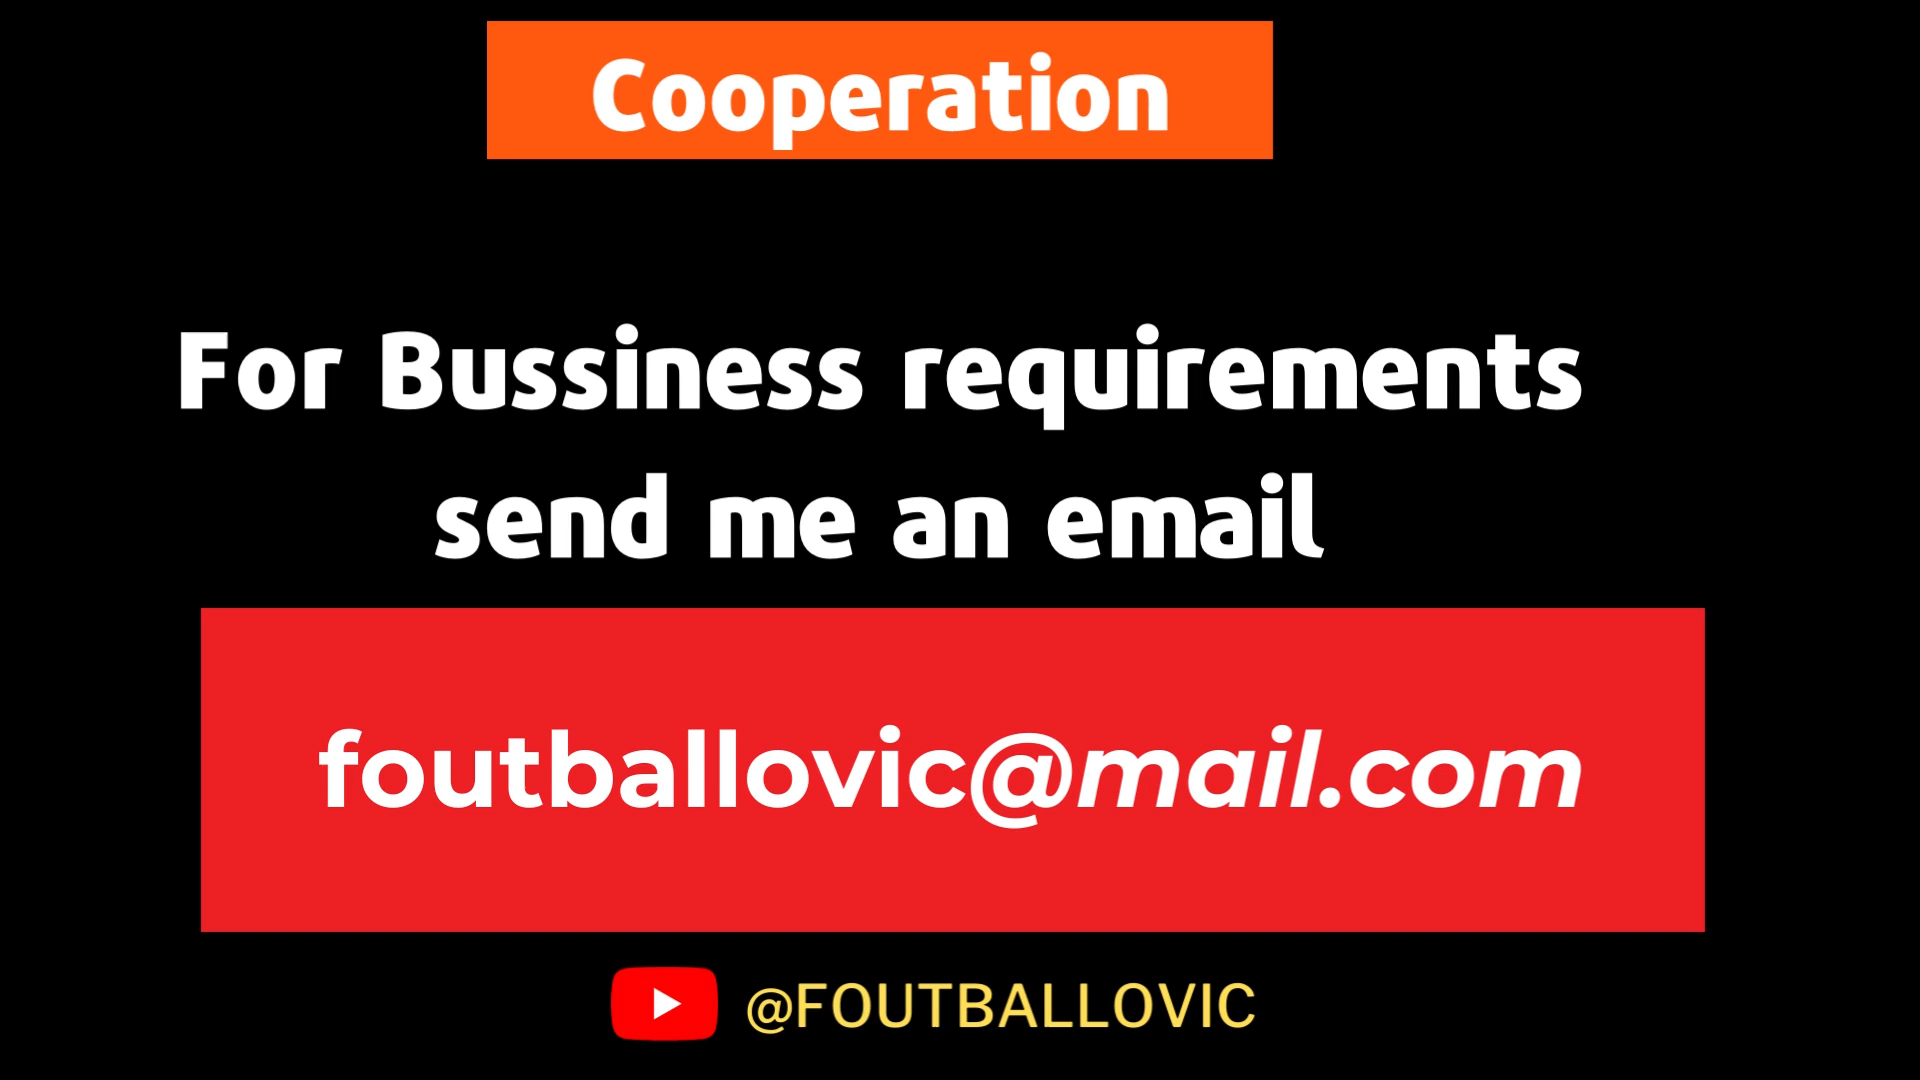 Cooperation
For Bussiness requirements
send me an email
foutballovic@mail.com
@FOUTBALLOVIC